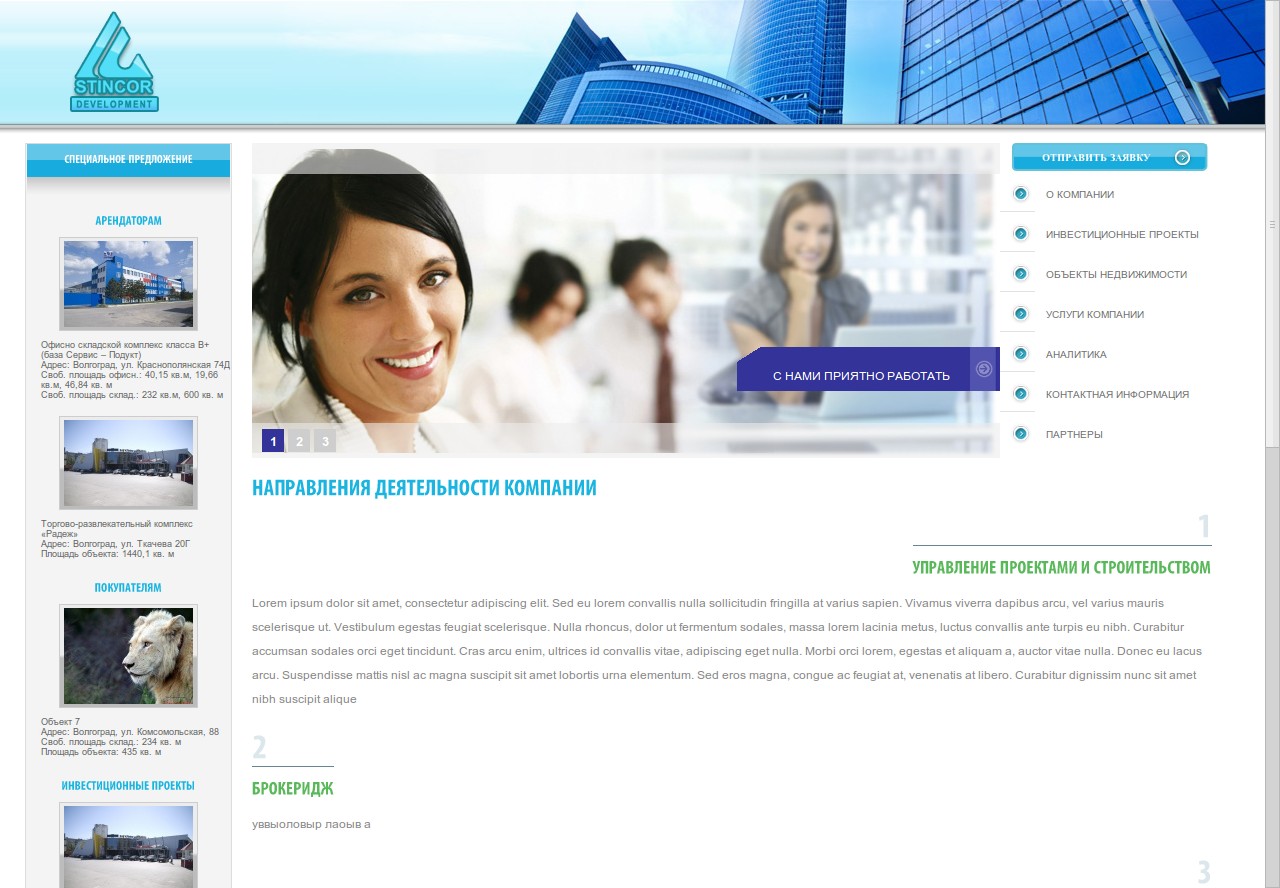 STINCOR
DEVELOPMENT
СПЕЦИАЛЬНОЕ ПРЕДЛОЖЕНИЕ
АРЕНДАТОРАМ
Офисно складской комплекс класса В+
(база Сервис – Подукт)
Адрес: Волгоград, ул. Краснополянская 74Д
Своб. площадь офисн.: 40,15 кв.м, 19,66
кв.м, 46,84 кв. м
Своб. площадь склад.: 232 кв.м, 600 кв. м
Торгово-развлекательный комплекс
«Радеж»
Адрес: Волгоград, ул. Ткачева 20Г
Площадь объекта: 1440,1 кв. м
ПОКУПАТЕЛЯМ
Объект 7
Адрес: Волгоград, ул. Комсомольская, 88
Своб. площадь склад.: 234 кв. м
Площадь объекта: 435 кв. м
ИНВЕСТИЦИОННЫЕ ПРОЕКТЫ
С НАМИ ПРИЯТНО РАБОТАТЬ
1 2 3
ОТПРАВИТЬ ЗАЯВКУ
О КОМПАНИИ
ИНВЕСТИЦИОННЫЕ ПРОЕКТЫ
ОБЪЕКТЫ НЕДВИЖИМОСТИ
УСЛУГИ КОМПАНИИ
АНАЛИТИКА
КОНТАКТНАЯ ИНФОРМАЦИЯ
ПАРТНЕРЫ
НАПРАВЛЕНИЯ ДЕЯТЕЛЬНОСТИ КОМПАНИИ
1
УПРАВЛЕНИЕ ПРОЕКТАМИ И СТРОИТЕЛЬСТВОМ
Lorem ipsum dolor sit amet, consectetur adipiscing elit. Sed eu lorem convallis nulla sollicitudin fringilla at varius sapien. Vivamus viverra dapibus arcu, vel varius mauris
scelerisque ut. Vestibulum egestas feugiat scelerisque. Nulla rhoncus, dolor ut fermentum sodales, massa lorem lacinia metus, luctus convallis ante turpis eu nibh. Curabitur
accumsan sodales orci eget tincidunt. Cras arcu enim, ultrices id convallis vitae, adipiscing eget nulla. Morbi orci lorem, egestas et aliquam a, auctor vitae nulla. Donec eu lacus
arcu. Suspendisse mattis nisl ac magna suscipit sit amet lobortis urna elementum. Sed eros magna, congue ac feugiat at, venenatis at libero. Curabitur dignissim nunc sit amet
nibh suscipit alique
2
БРОКЕРИДЖ
уввыоловыр лаоыв а
3